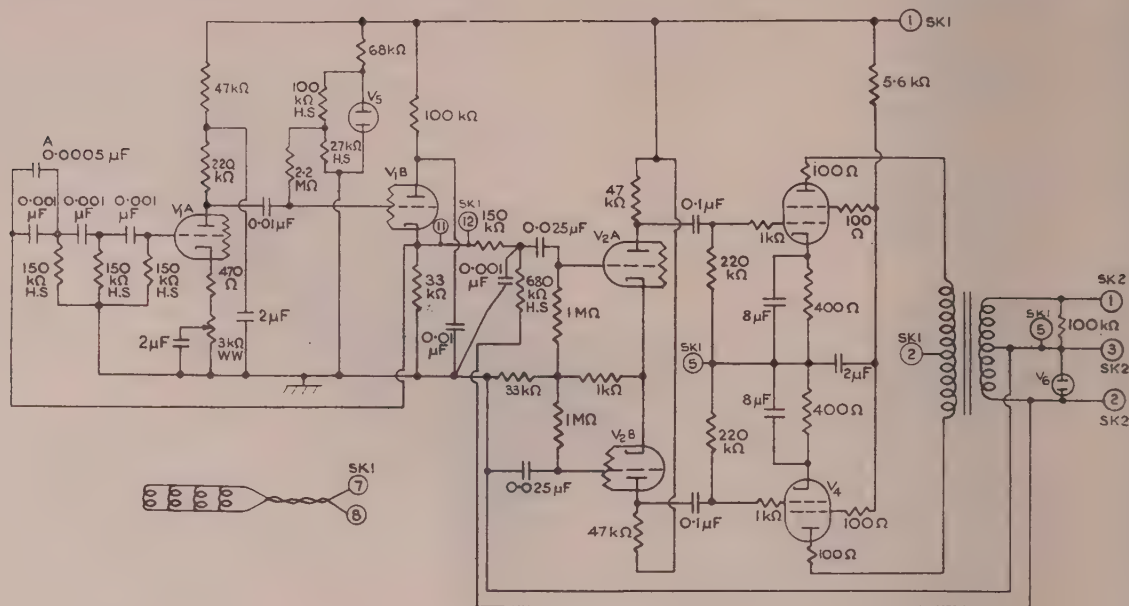 1 SK1
68kΩ
5.6 kΩ
47kΩ
100
kΩ
H.S
V5
100 kΩ
A
0.0005 µF
220
kΩ
27kΩ
H.S
2.2
MΩ
V1B
100Ω
0.001
µF
0.001
µF
0.001
µF
V1A
0.01µF
11
SK1
12
150
kΩ
0.025µF
47
kΩ
V2A
0.1µF
1kΩ
100
Ω
150
kΩ
H.S
150
kΩ
H.S
150
kΩ
H.S
470
Ω
33
kΩ
0.001
µF
680
kΩ
H.S
1MΩ
220
kΩ
8µF
400Ω
SK2
1
SK1
5
100kΩ
2µF
3kΩ
WW
2µF
0.01
µF
SK1
5
2µF
SK1
2
3
SK2
33kΩ
1kΩ
V6
2
SK2
1MΩ
V2B
220
kΩ
8µF
400Ω
SK1
7
8
0.025µF
0.1µF
1kΩ
V4
100Ω
47kΩ
100Ω